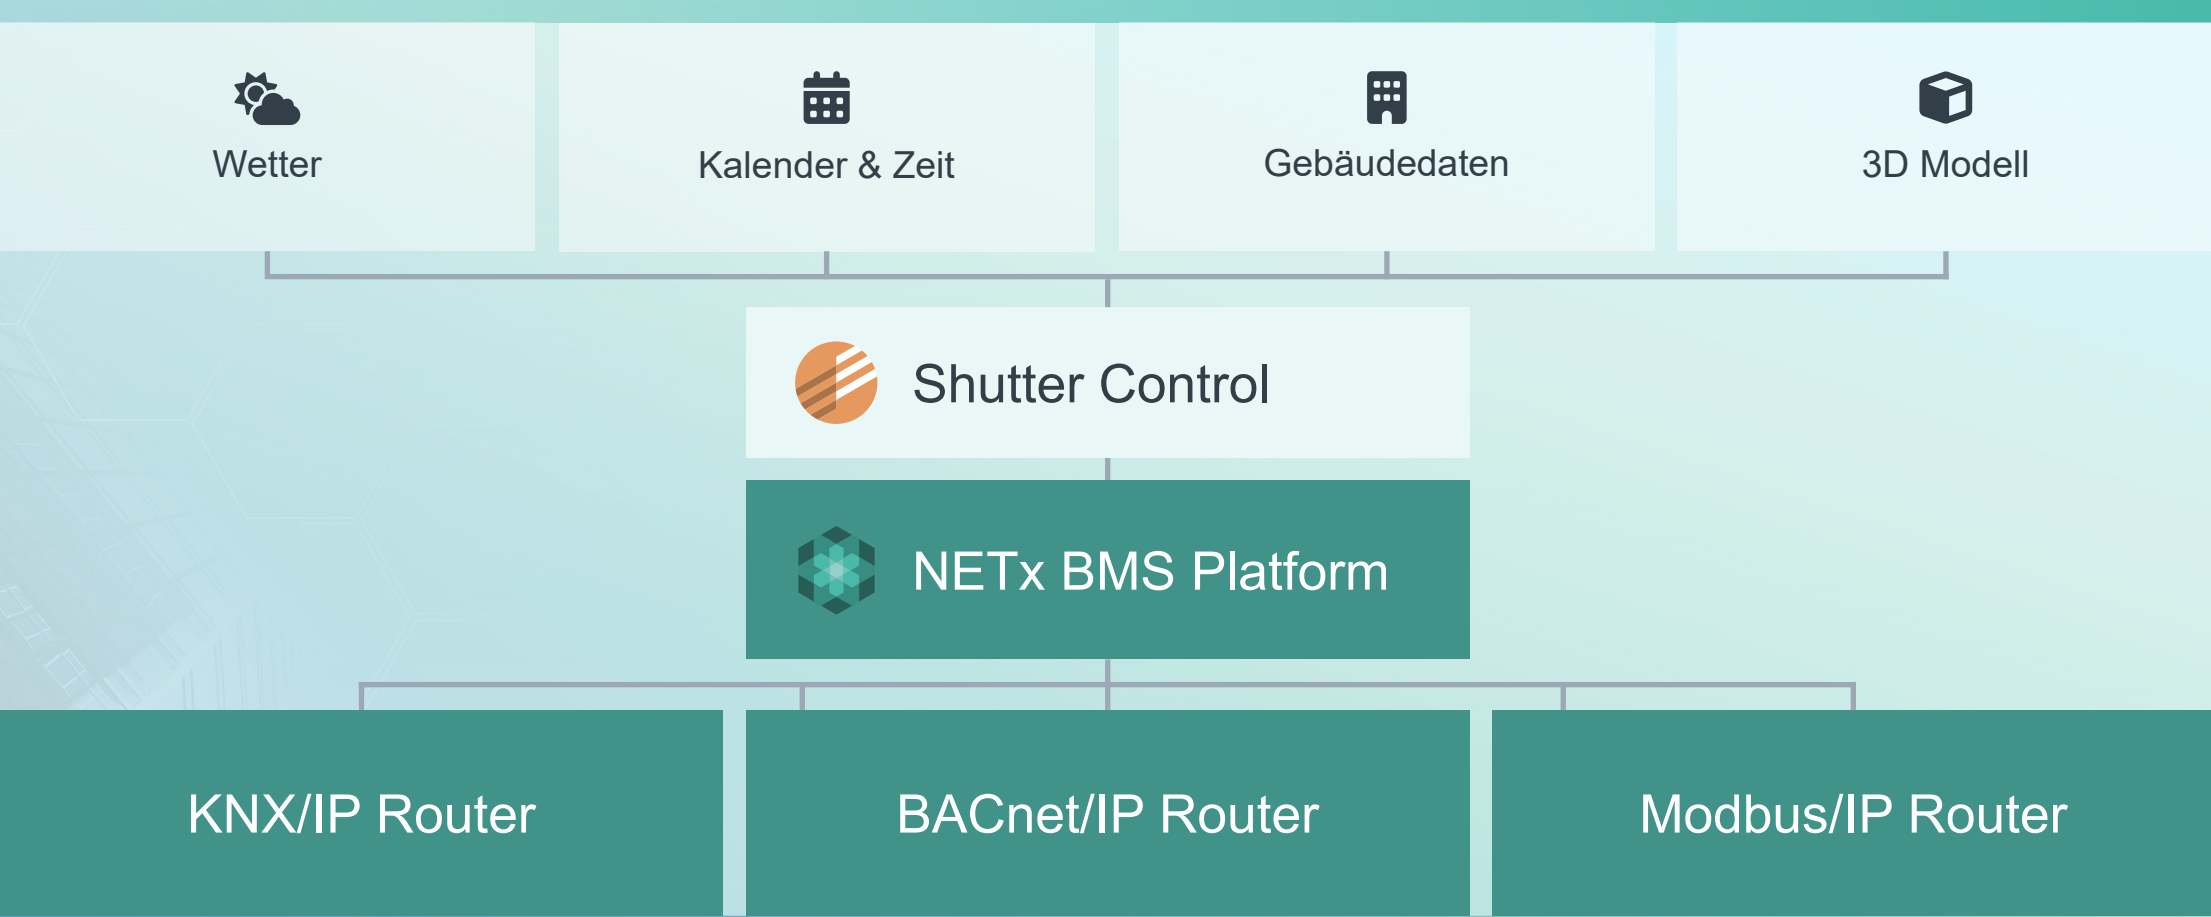 Wetter
Kalender & Zeit
Gebäudedaten
3D Modell
Shutter Control
NETx BMS Platform
KNX/IP Router
BACnet/IP Router
Modbus/IP Router